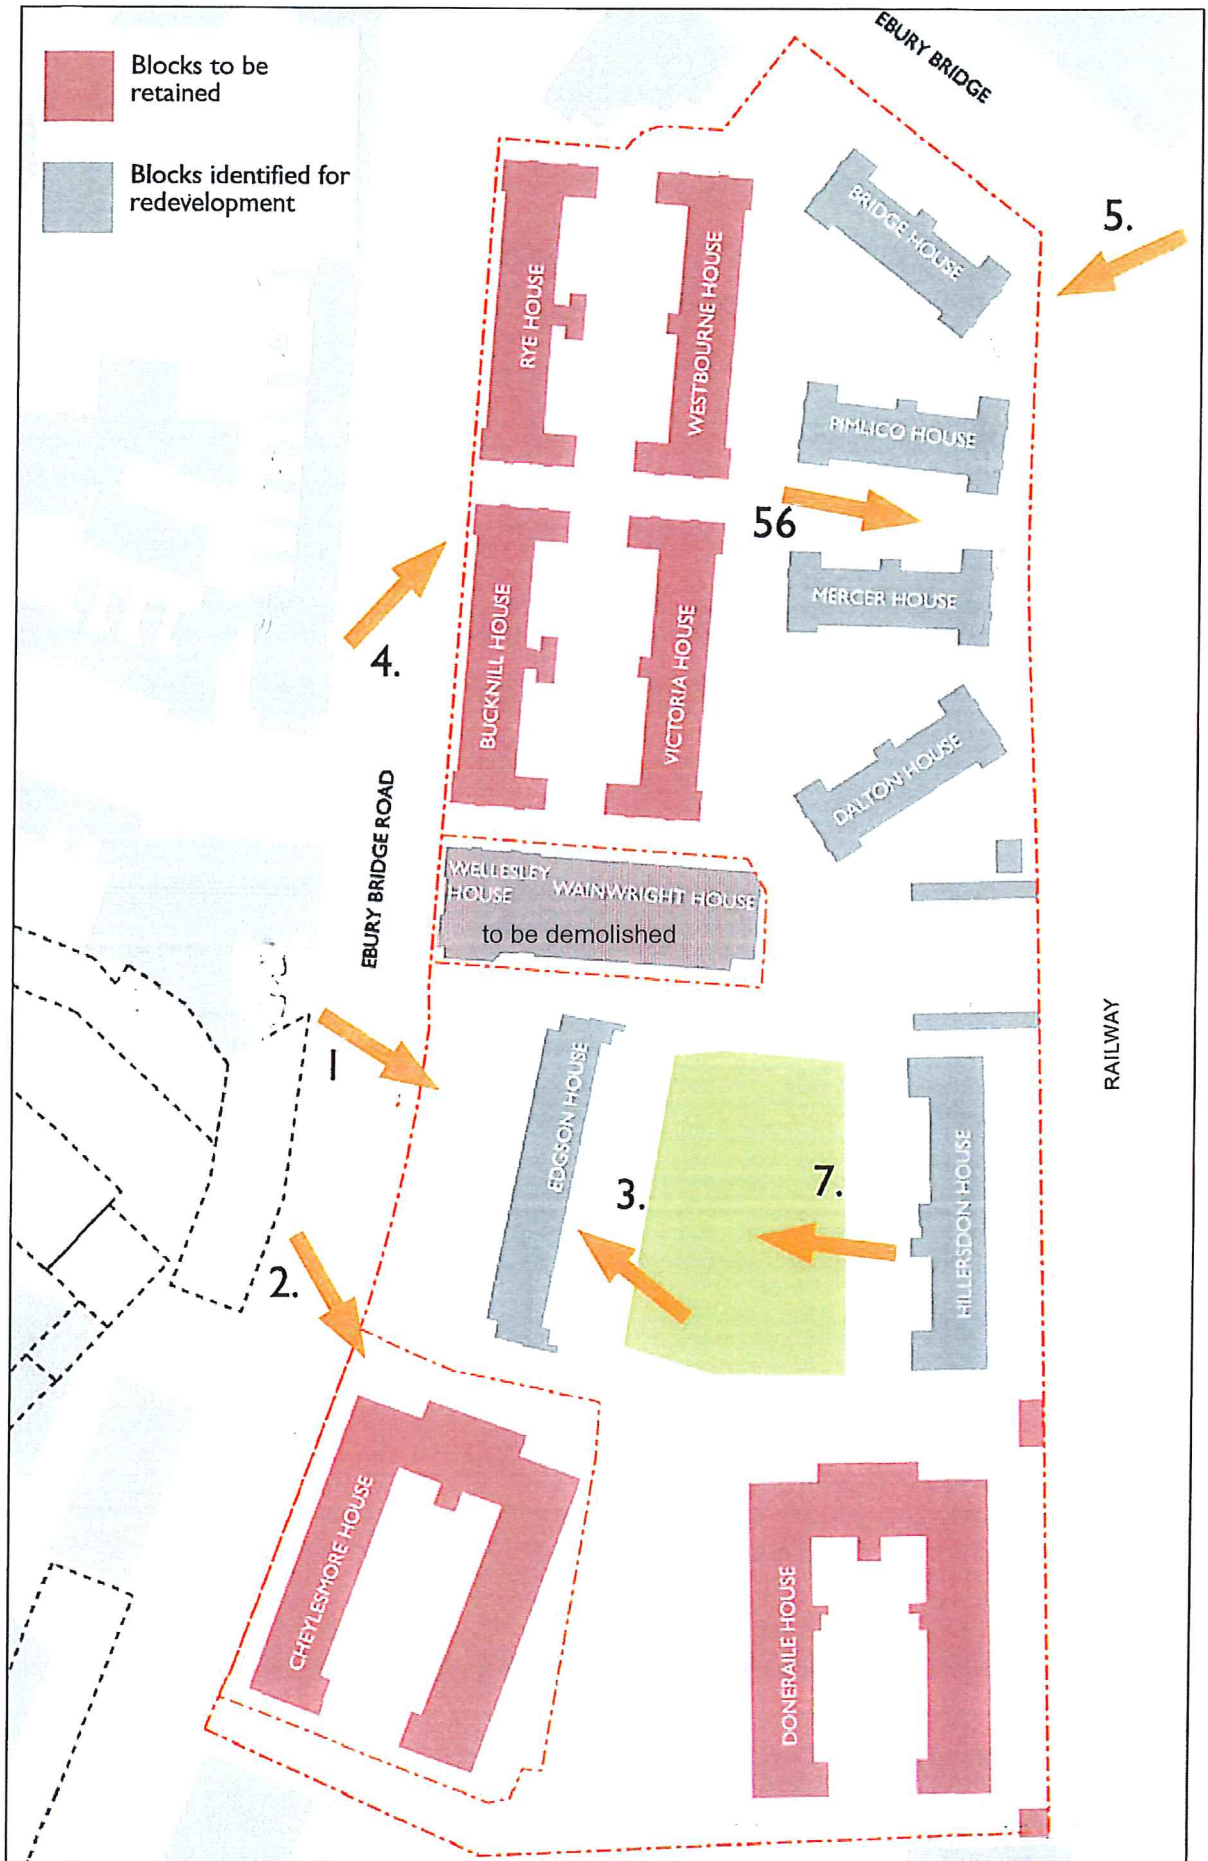 Blocks to be
retained
Blocks identified for
redevelopment
EBURY BRIDGE
5.
BRIDGE HOUSE
RYE HOUSE
WESTBOURNE HOUSE
PIMLICO HOUSE
56
MERCER HOUSE
4.
BUCKNILL HOUSE
VICTORIA HOUSE
DALTON HOUSE
EBURY BRIDGE ROAD
WELLESLEY
HOUSE
WAINWRIGHT HOUSE
to be demolished
RAILWAY
1
EDGSON HOUSE
3.
7.
HILLERSDON HOUSE
2.
CHEYLESMORE HOUSE
DONERAILE HOUSE